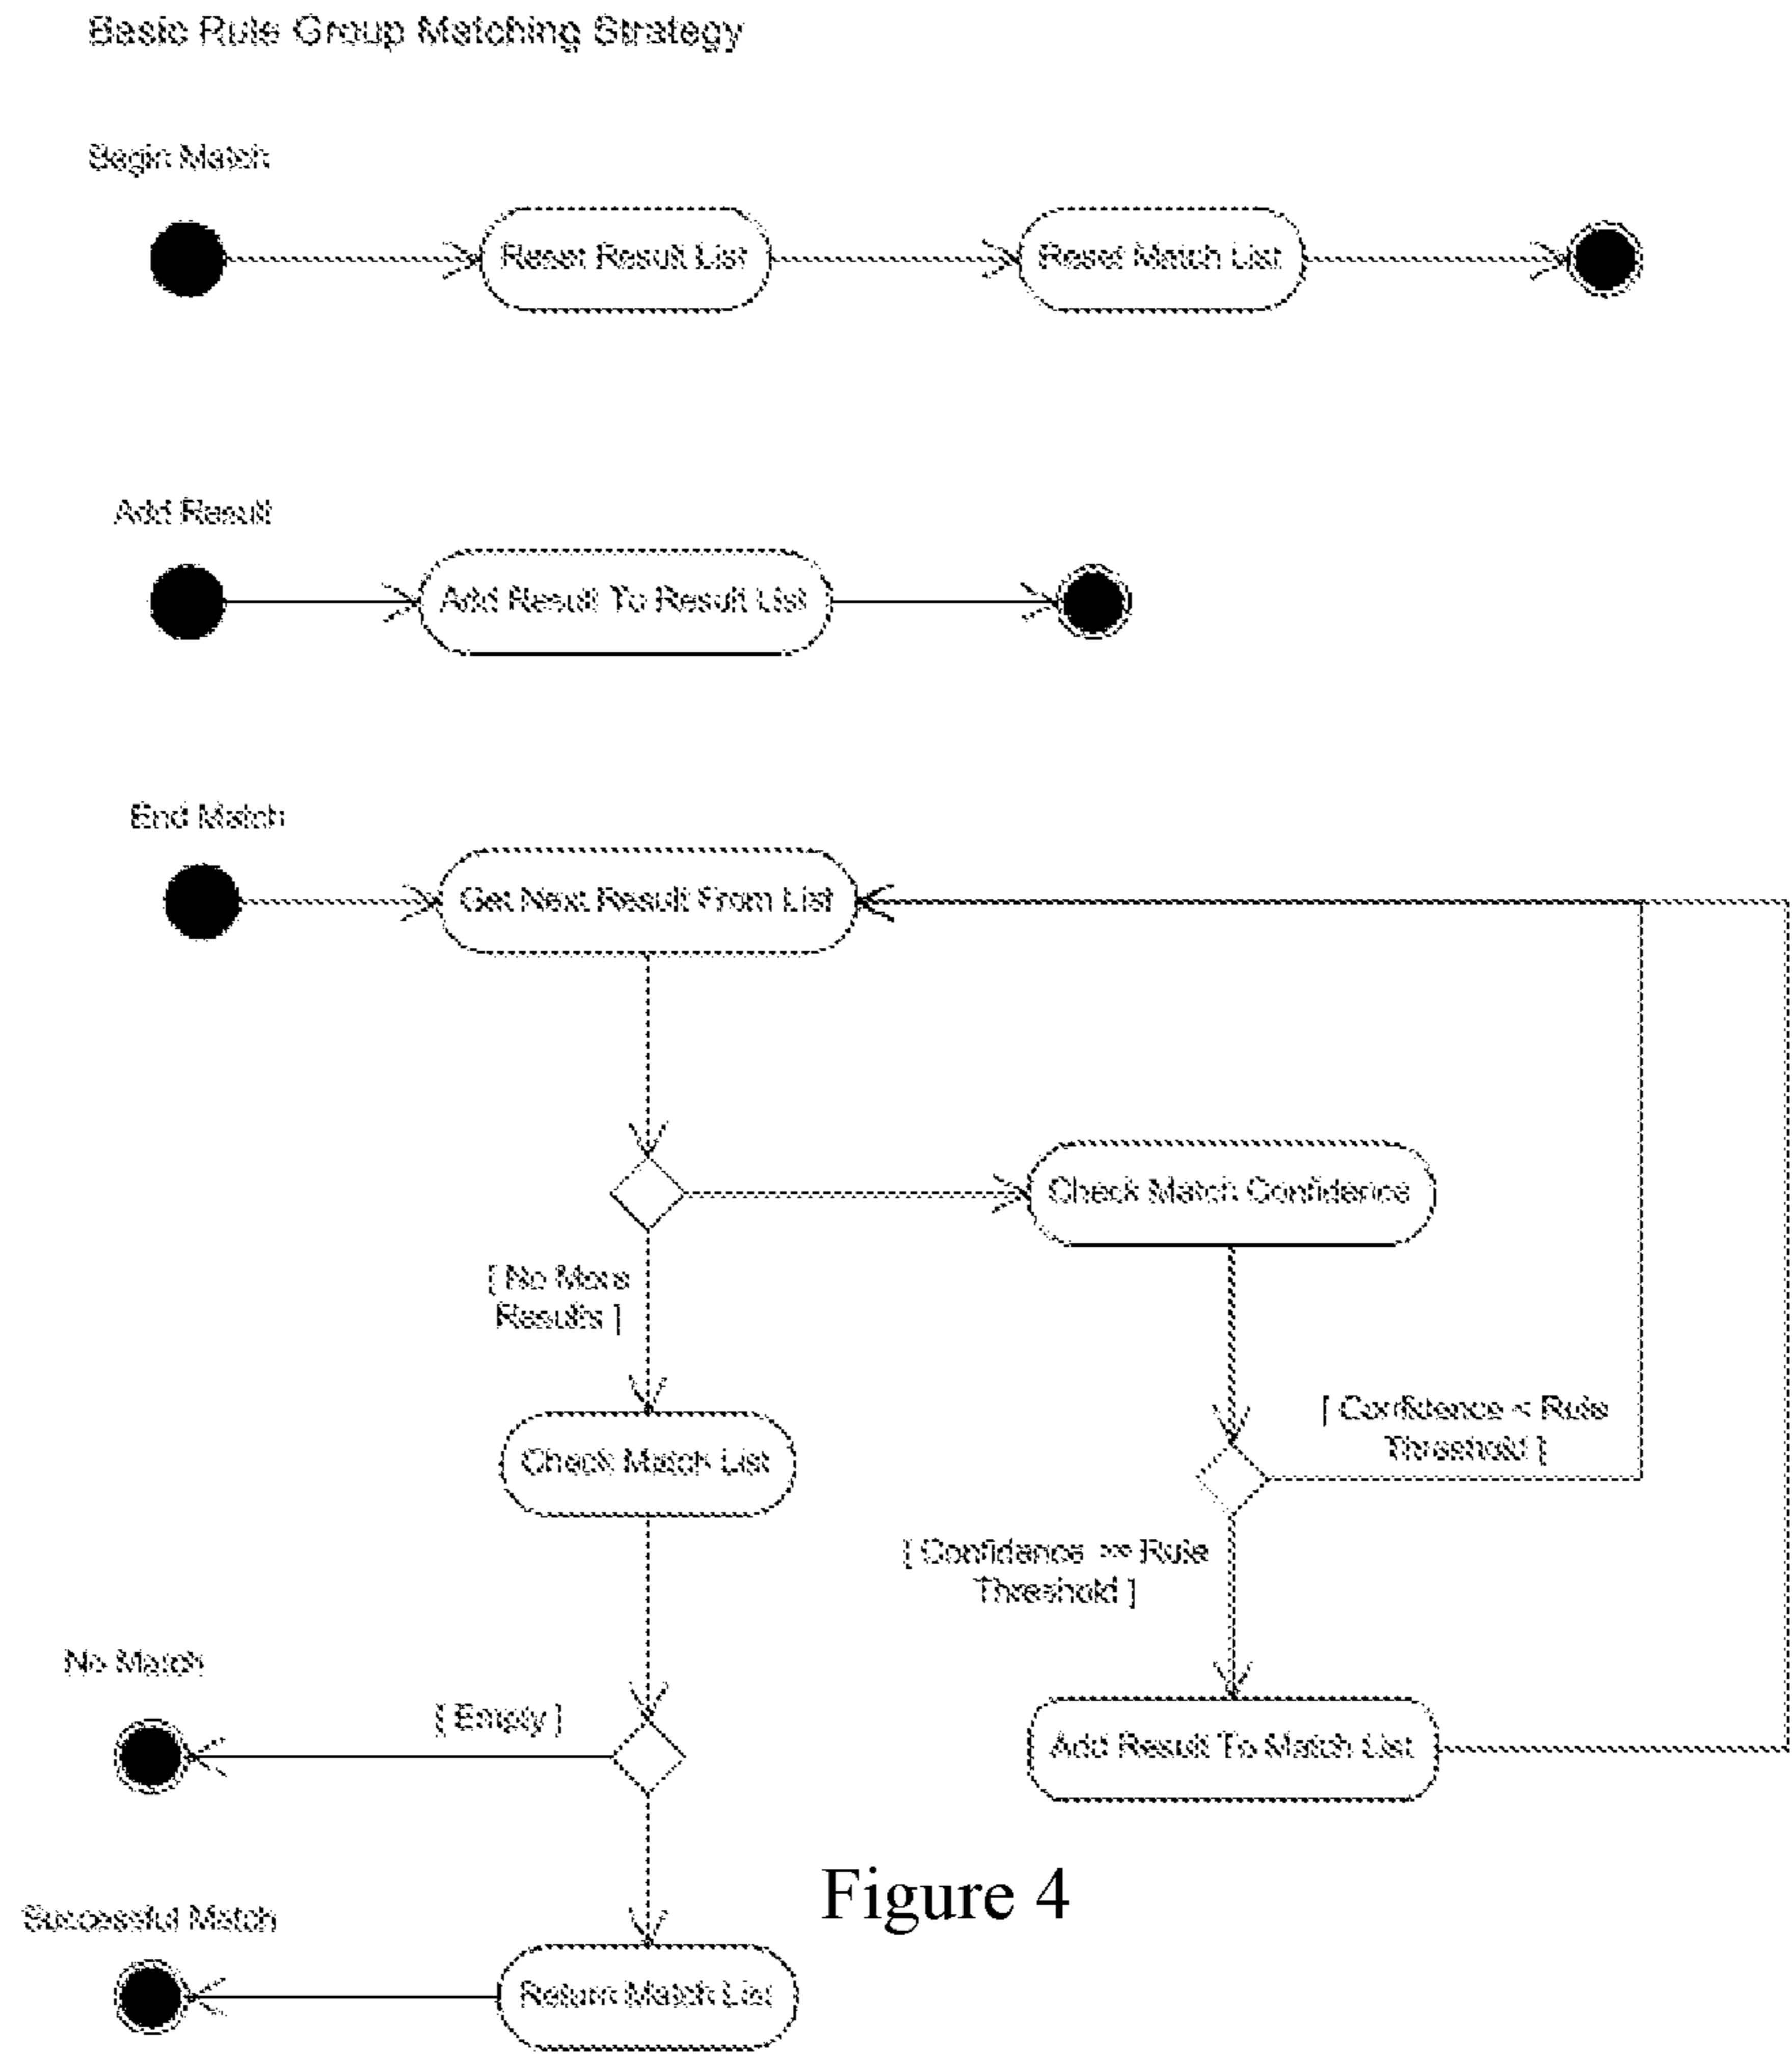 Basic Rule Group Matching Strategy
Begin Match
Reset Result List
Reset Match List
Add Result
Add Result To Result List
End Match
Get Next Result From List
Check Match Confidence
[ No More
Results ]
[ Confidence < Rule
Threshold ]
Check Match List
[ Confidence >= Rule
Threshold ]
No Match
[ Empty ]
Add Result To Match List
Figure 4
Successful Match
Return Match List